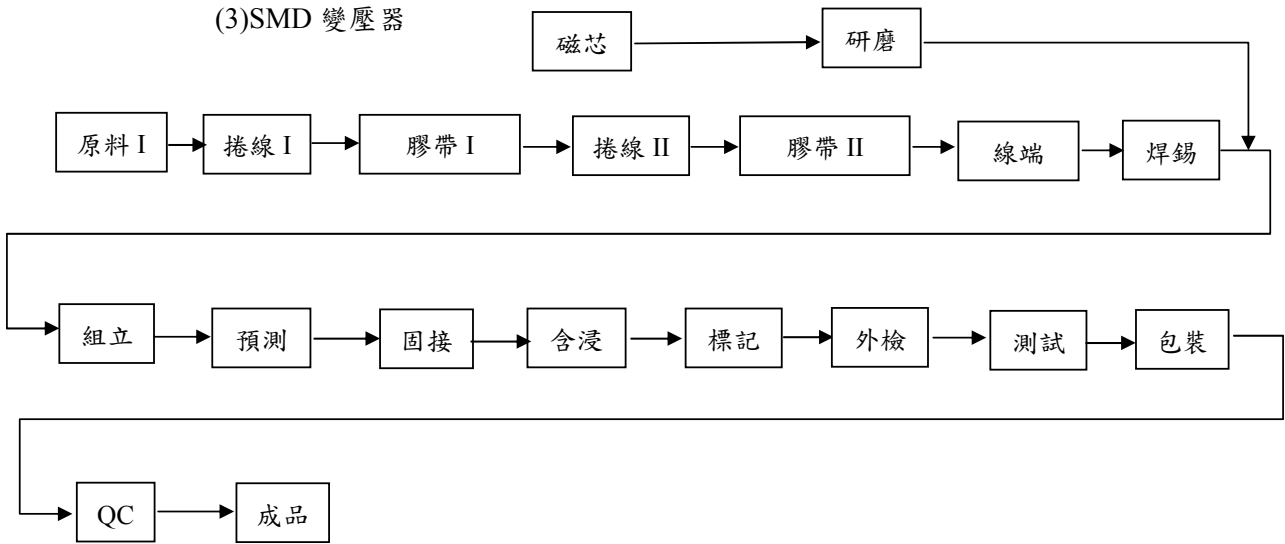 (3)SMD 變壓器
磁芯 研磨
原料 I 捲線 I 膠帶 I 捲線 II 膠帶 II 線端 焊錫
組立 預測 固接 含浸 標記 外檢 測試 包裝
QC 成品